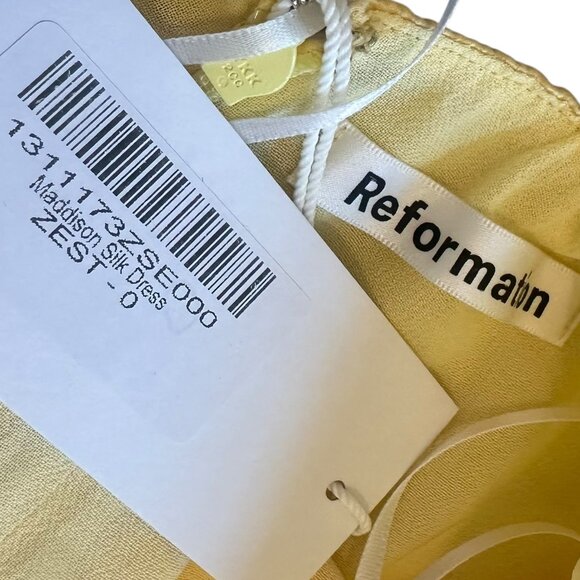 1311173ZSE000
Maddison Silk Dress
ZEST - 0
Reformation